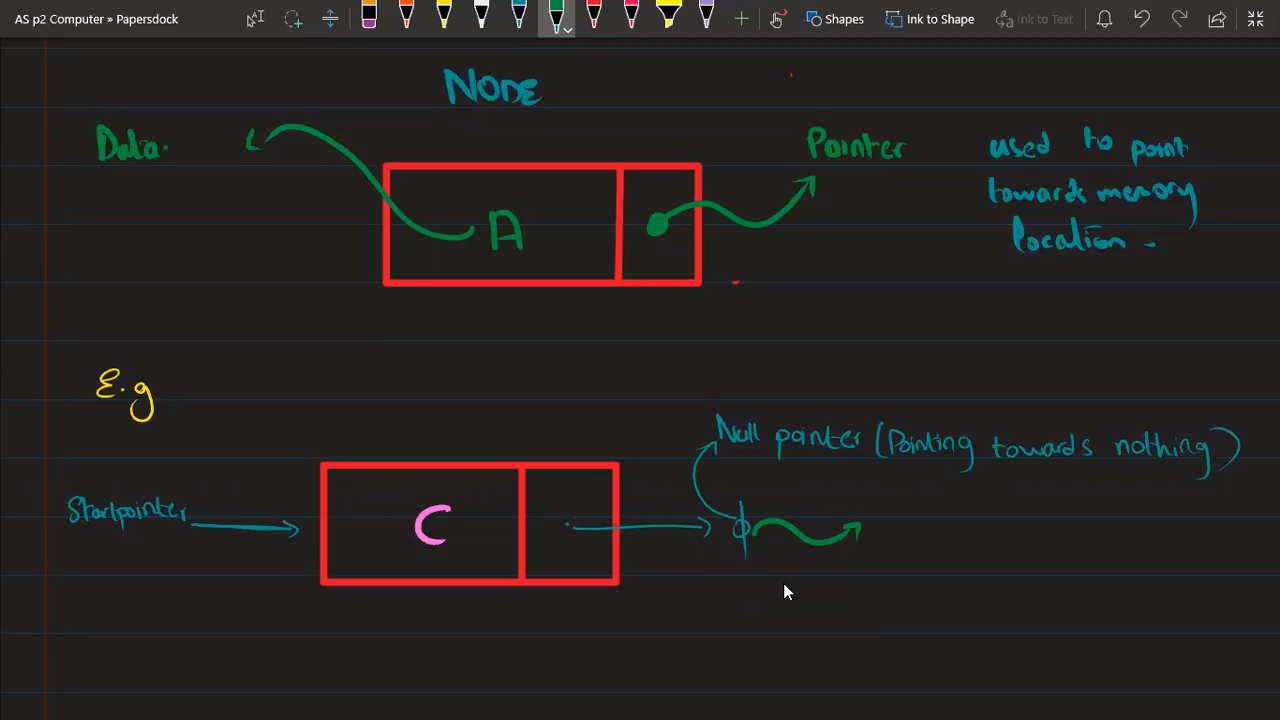 AS p2 Computer » Papersdock
Shapes
Ink to Shape
Ink to Text
NODE
Data.
Pointer
used to point
towards memory
location -
A
E.g
Null pointer (Pointing towards nothing)
Startpointer
C
ϕ